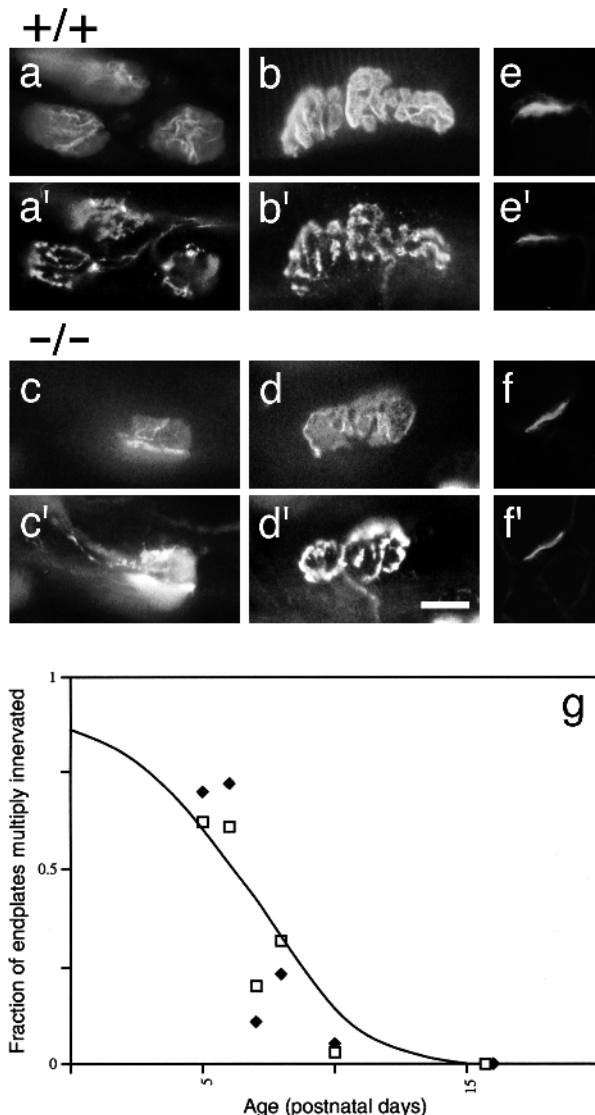 +/+
a b e
a' b' e'
-/-
c d f
c' d' f'
g
1
0.5
0
5 15
Fraction of endplates multiply innervated
Age (postnatal days)